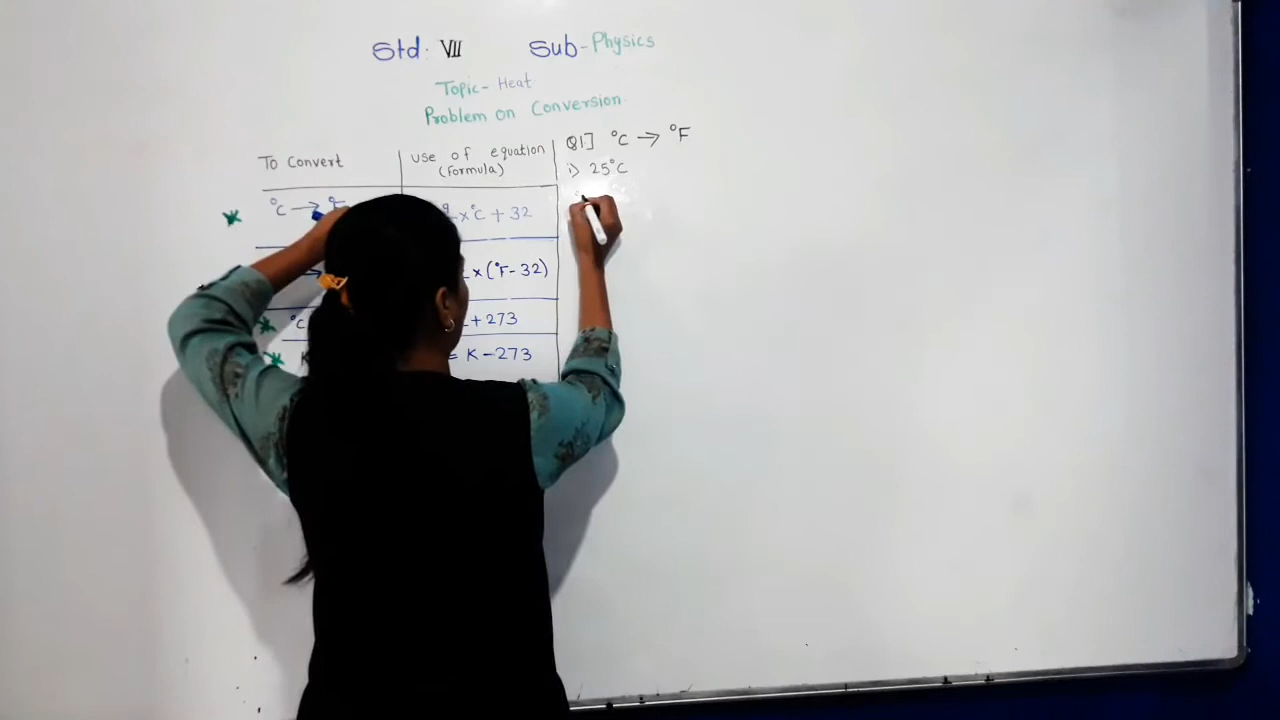 Std: VII Sub-Physics
Topic- Heat
Problem on Conversion.
To Convert
use of equation
(formula)
°C → °F
9 x °C + 32
x (°F - 32)
°C
+ 273
K
= K - 273
Q1] °C → °F
i) 25°C